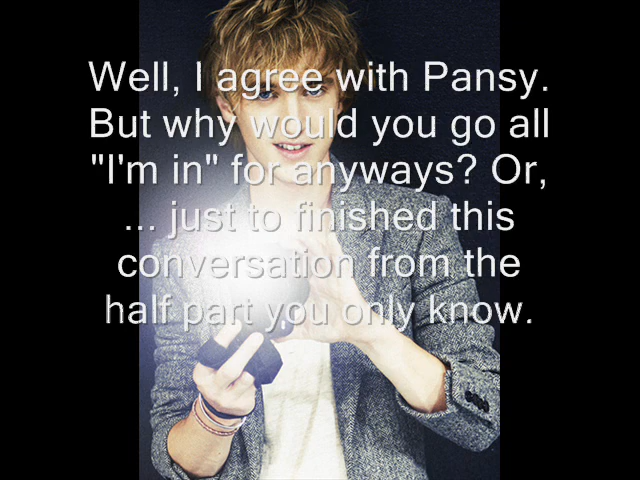 Well, I agree with Pansy.
But why would you go all
"I'm in" for anyways? Or,
... just to finished this
conversation from the
half part you only know.